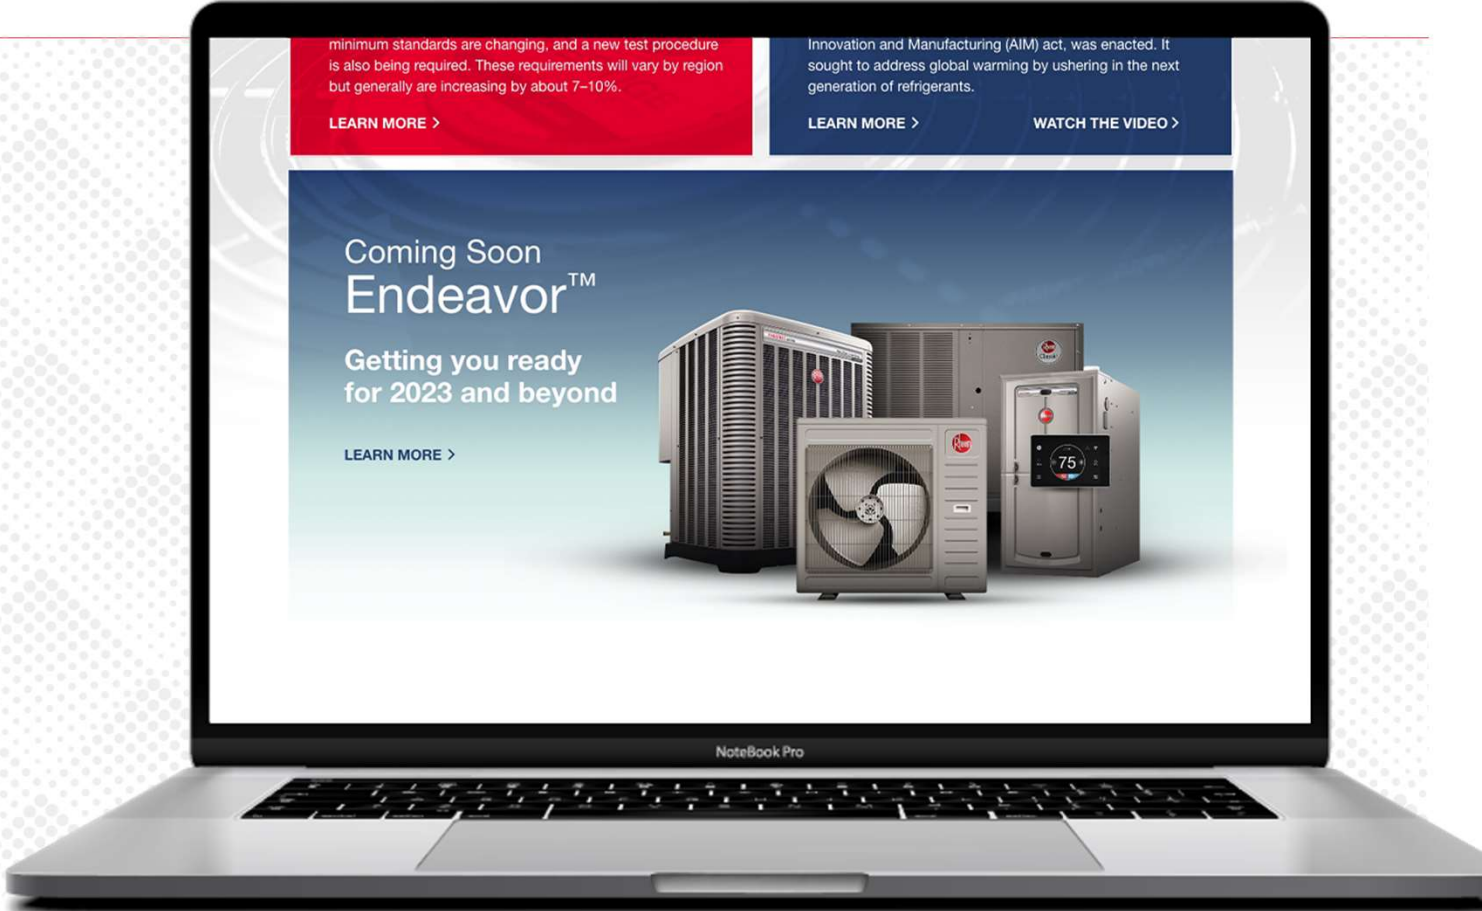 minimum standards are changing, and a new test procedure
is also being required. These requirements will vary by region
but generally are increasing by about 7–10%.
LEARN MORE >
Innovation and Manufacturing (AIM) act, was enacted. It
sought to address global warming by ushering in the next
generation of refrigerants.
LEARN MORE >
WATCH THE VIDEO >
Coming Soon
Endeavor™
Getting you ready
for 2023 and beyond
LEARN MORE >
Rheem
Classic
Rheem
75
NoteBook Pro